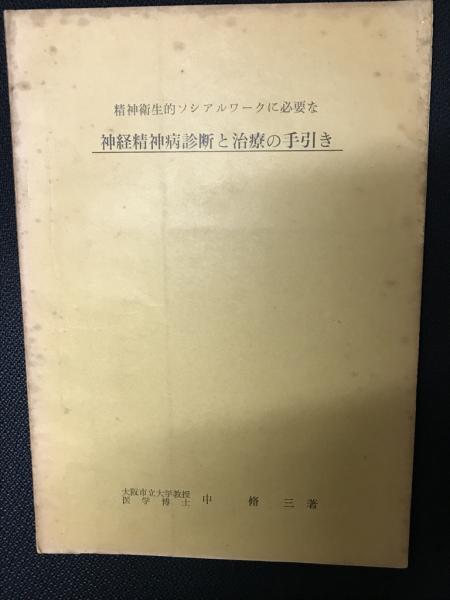 精神衛生的ソシアルワークに必要な
神経精神病診断と治療の手引き
大阪市立大学教授
医学博士 中脩三著